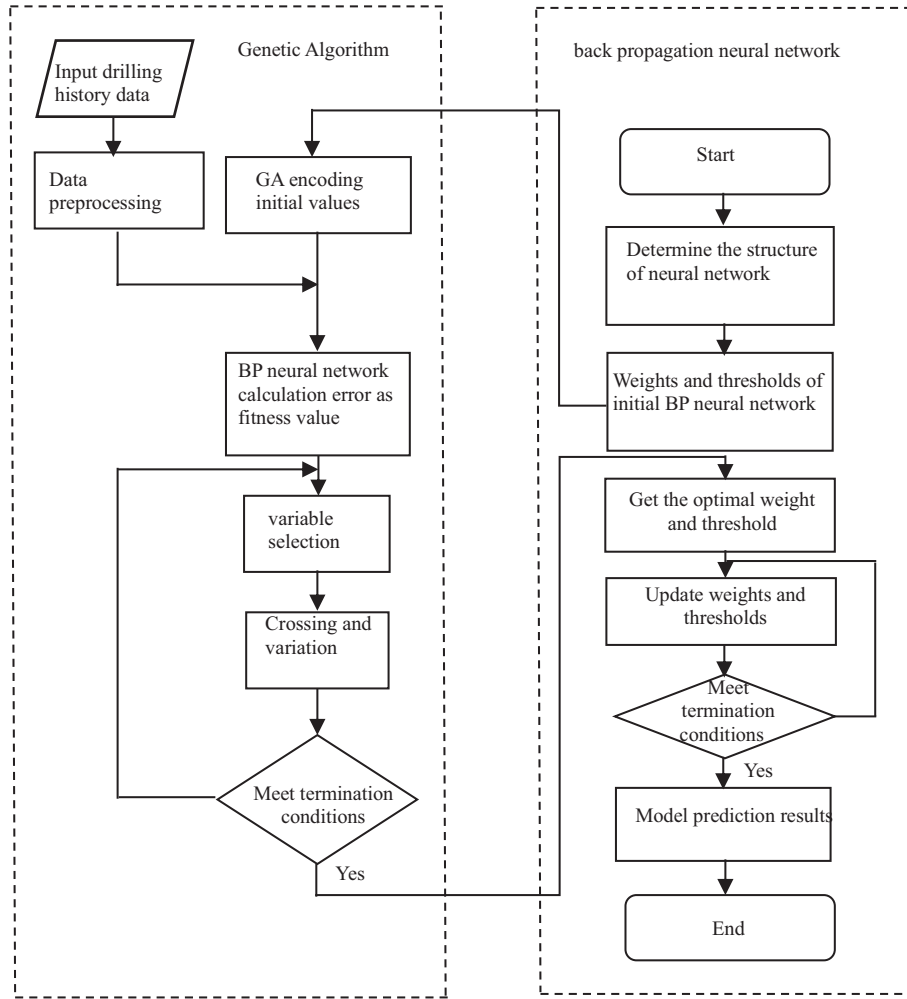 Genetic Algorithm
Input drilling
history data
Data
preprocessing
GA encoding
initial values
BP neural network
calculation error as
fitness value
variable
selection
Crossing and
variation
Meet termination
conditions
Yes
back propagation neural network
Start
Determine the structure
of neural network
Weights and thresholds of
initial BP neural network
Get the optimal weight
and threshold
Update weights and
thresholds
Meet
termination
conditions
Yes
Model prediction results
End